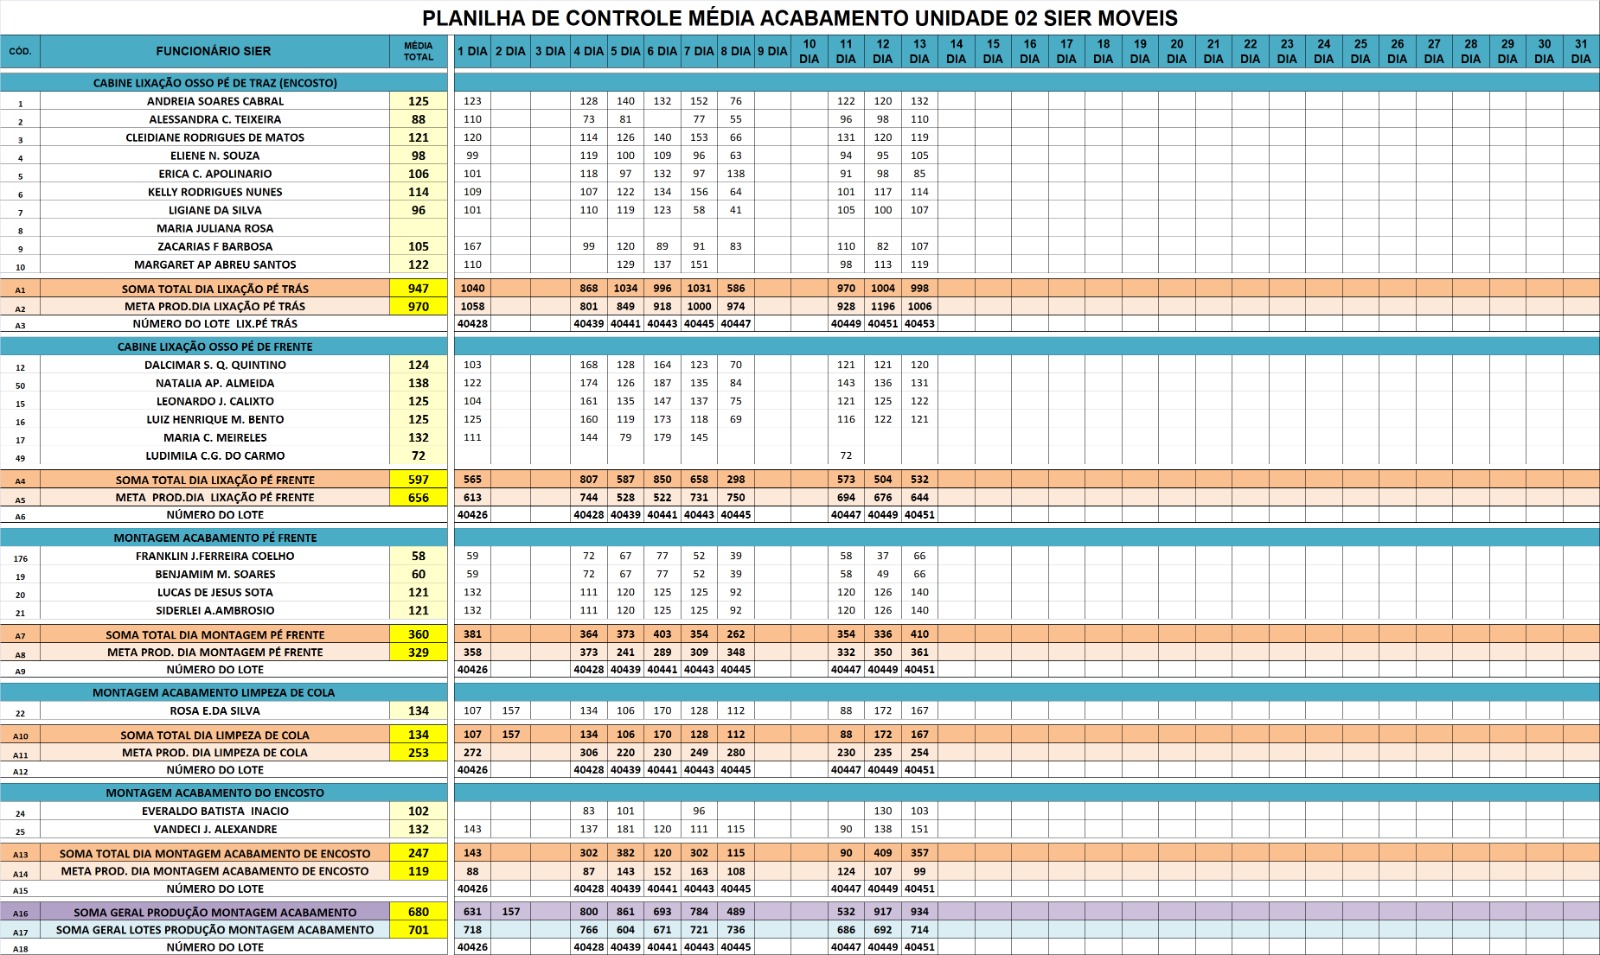 PLANILHA DE CONTROLE MÉDIA ACABAMENTO UNIDADE 02 SIER MOVEIS
CÓD. FUNCIONÁRIO SIER MÉDIA TOTAL 1 DIA 2 DIA 3 DIA 4 DIA 5 DIA 6 DIA 7 DIA 8 DIA 9 DIA 10 DIA 11 DIA 12 DIA 13 DIA 14 DIA 15 DIA 16 DIA 17 DIA 18 DIA 19 DIA 20 DIA 21 DIA 22 DIA 23 DIA 24 DIA 25 DIA 26 DIA 27 DIA 28 DIA 29 DIA 30 DIA 31 DIA
CABINE LIXAÇÃO OSSO PÉ DE TRAZ (ENCOSTO)
1 ANDREIA SOARES CABRAL 125 123 128 140 132 152 76 122 120 132
2 ALESSANDRA C. TEIXEIRA 88 110 73 81 77 55 96 98 110
3 CLEIDIANE RODRIGUES DE MATOS 121 120 114 126 140 153 66 131 120 119
4 ELIENE N. SOUZA 98 99 119 100 109 96 63 94 95 105
5 ERICA C. APOLINARIO 106 101 118 97 132 97 138 91 98 85
6 KELLY RODRIGUES NUNES 114 109 107 122 134 156 64 101 117 114
7 LIGIANE DA SILVA 96 101 110 119 123 58 41 105 100 107
8 MARIA JULIANA ROSA
9 ZACARIAS F BARBOSA 105 167 99 120 89 91 83 110 82 107
10 MARGARET AP ABREU SANTOS 122 110 129 137 151 98 113 119
A1 SOMA TOTAL DIA LIXAÇÃO PÉ TRÁS 947 1040 868 1034 996 1031 586 970 1004 998
A2 META PROD.DIA LIXAÇÃO PÉ TRÁS 970 1058 801 849 918 1000 974 928 1196 1006
A3 NÚMERO DO LOTE LIX.PÉ TRÁS 40428 40439 40441 40443 40445 40447 40449 40451 40453
CABINE LIXAÇÃO OSSO PÉ DE FRENTE
12 DALCIMAR S. Q. QUINTINO 124 103 168 128 164 123 70 121 121 120
50 NATALIA AP. ALMEIDA 138 122 174 126 187 135 84 143 136 131
15 LEONARDO J. CALIXTO 125 104 161 135 147 137 75 121 125 122
16 LUIZ HENRIQUE M. BENTO 125 125 160 119 173 118 69 116 122 121
17 MARIA C. MEIRELES 132 111 144 79 179 145
49 LUDIMILA C.G. DO CARMO 72 72
A4 SOMA TOTAL DIA LIXAÇÃO PÉ FRENTE 597 565 807 587 850 658 298 573 504 532
A5 META PROD.DIA LIXAÇÃO PÉ FRENTE 656 613 744 528 522 731 750 694 676 644
A6 NÚMERO DO LOTE 40426 40428 40439 40441 40443 40445 40447 40449 40451
MONTAGEM ACABAMENTO PÉ FRENTE
176 FRANKLIN J.FERREIRA COELHO 58 59 72 67 77 52 39 58 37 66
19 BENJAMIM M. SOARES 60 59 72 67 77 52 39 58 49 66
20 LUCAS DE JESUS SOTA 121 132 111 120 125 125 92 120 126 140
21 SIDERLEI A.AMBROSIO 121 132 111 120 125 125 92 120 126 140
A7 SOMA TOTAL DIA MONTAGEM PÉ FRENTE 360 381 364 373 403 354 262 354 336 410
A8 META PROD. DIA MONTAGEM PÉ FRENTE 329 358 373 241 289 309 348 332 350 361
A9 NÚMERO DO LOTE 40426 40428 40439 40441 40443 40445 40447 40449 40451
MONTAGEM ACABAMENTO LIMPEZA DE COLA
22 ROSA E.DA SILVA 134 107 157 134 106 170 128 112 88 172 167
A10 SOMA TOTAL DIA LIMPEZA DE COLA 134 107 157 134 106 170 128 112 88 172 167
A11 META PROD. DIA LIMPEZA DE COLA 253 272 306 220 230 249 280 230 235 254
A12 NÚMERO DO LOTE 40426 40428 40439 40441 40443 40445 40447 40449 40451
MONTAGEM ACABAMENTO DO ENCOSTO
24 EVERALDO BATISTA INACIO 102 83 101 96 130 103
25 VANDECI J. ALEXANDRE 132 143 137 181 120 111 115 90 138 151
A13 SOMA TOTAL DIA MONTAGEM ACABAMENTO DE ENCOSTO 247 143 302 382 120 302 115 90 409 357
A14 META PROD. DIA MONTAGEM ACABAMENTO DE ENCOSTO 119 88 87 143 152 163 108 124 107 99
A15 NÚMERO DO LOTE 40426 40428 40439 40441 40443 40445 40447 40449 40451
A16 SOMA GERAL PRODUÇÃO MONTAGEM ACABAMENTO 680 631 157 800 861 693 784 489 532 917 934
A17 SOMA GERAL LOTES PRODUÇÃO MONTAGEM ACABAMENTO 701 718 766 604 671 721 736 686 692 714
A18 NÚMERO DO LOTE 40426 40428 40439 40441 40443 40445 40447 40449 40451